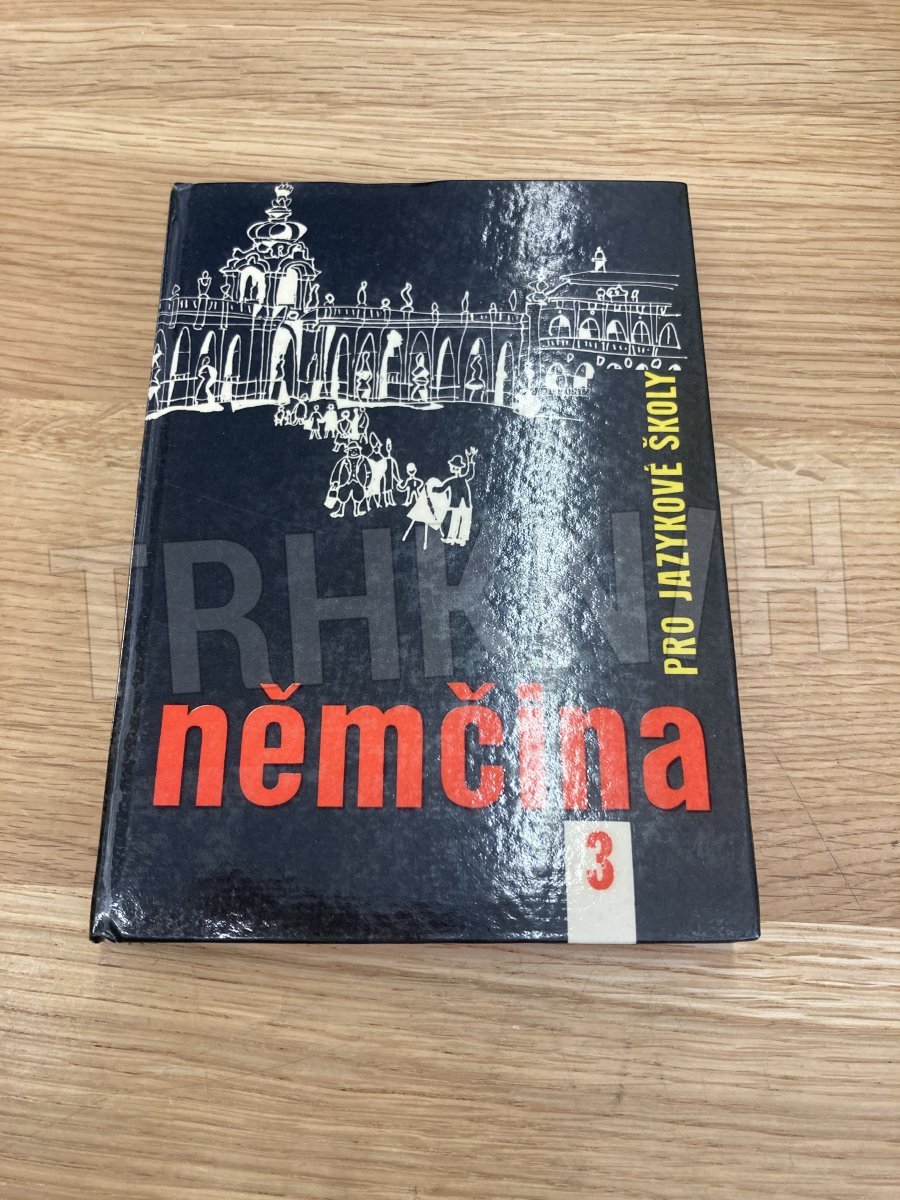 PRO JAZYKOVÉ ŠKOLY
němčina
3
TRHKNIH